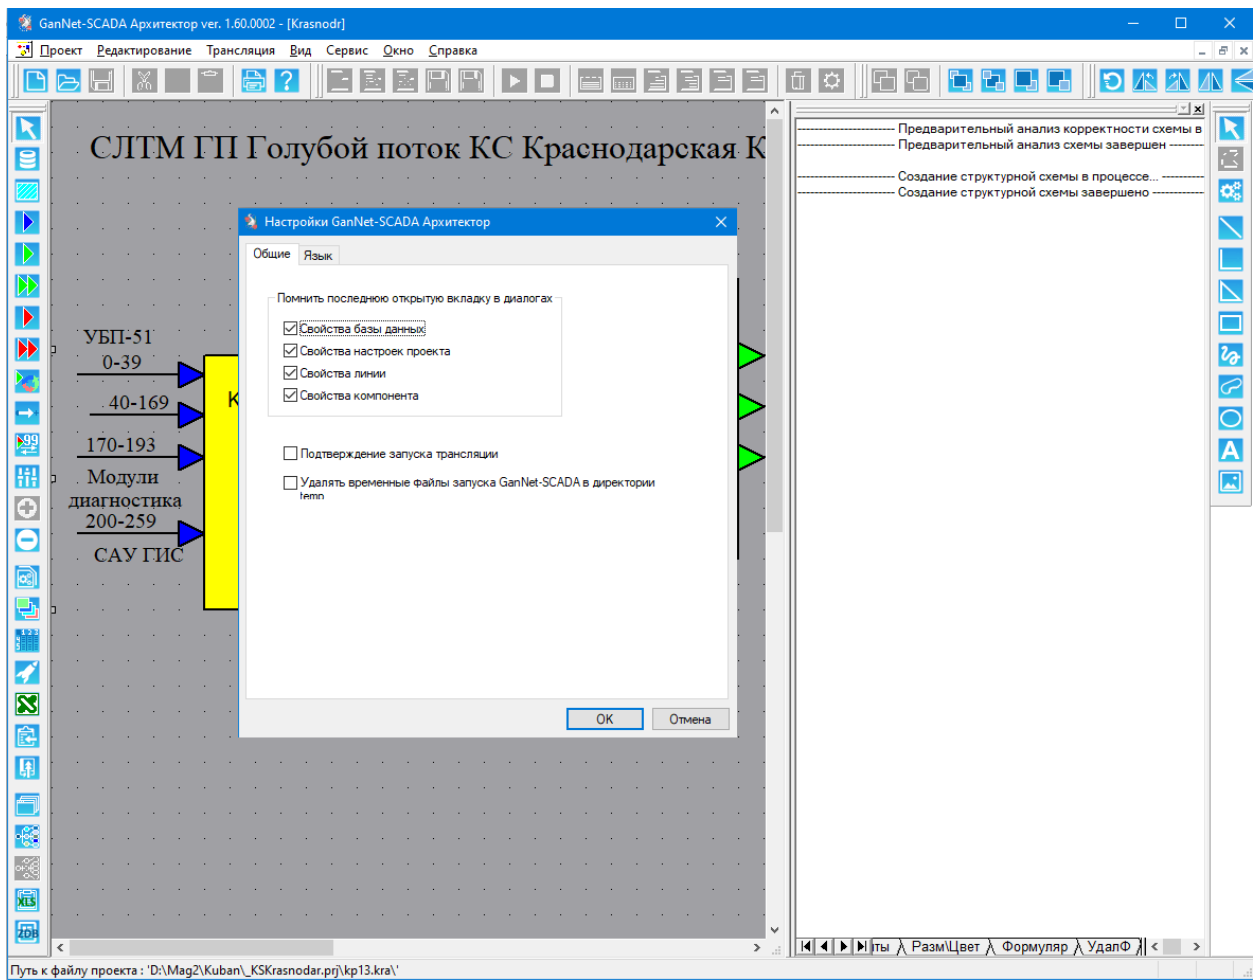 GanNet-SCADA Архитектор ver. 1.60.0002 - [Krasnodr]
Проект Редактирование Трансляция Вид Сервис Окно Справка
СЛТМ ГП Голубой поток КС Краснодарская К
УБП-51
0-39
40-169
170-193
Модули
диагностика
200-259
САУ ГИС
К
Настройки GanNet-SCADA Архитектор
Общие Язык
Помнить последнюю открытую вкладку в диалогах
Свойства базы данных
Свойства настроек проекта
Свойства линии
Свойства компонента
Подтверждение запуска трансляции
Удалять временные файлы запуска GanNet-SCADA в директории
temp
OK Отмена
Предварительный анализ корректности схемы в
Предварительный анализ схемы завершен
Создание структурной схемы в процессе...
Создание структурной схемы завершено
99
A
XLS
ZDB
ты Разм\Цвет Формуляр УдалФ
Путь к файлу проекта : 'D:\Mag2\Kuban\_KSKrasnodar.prj\kp13.kra\'